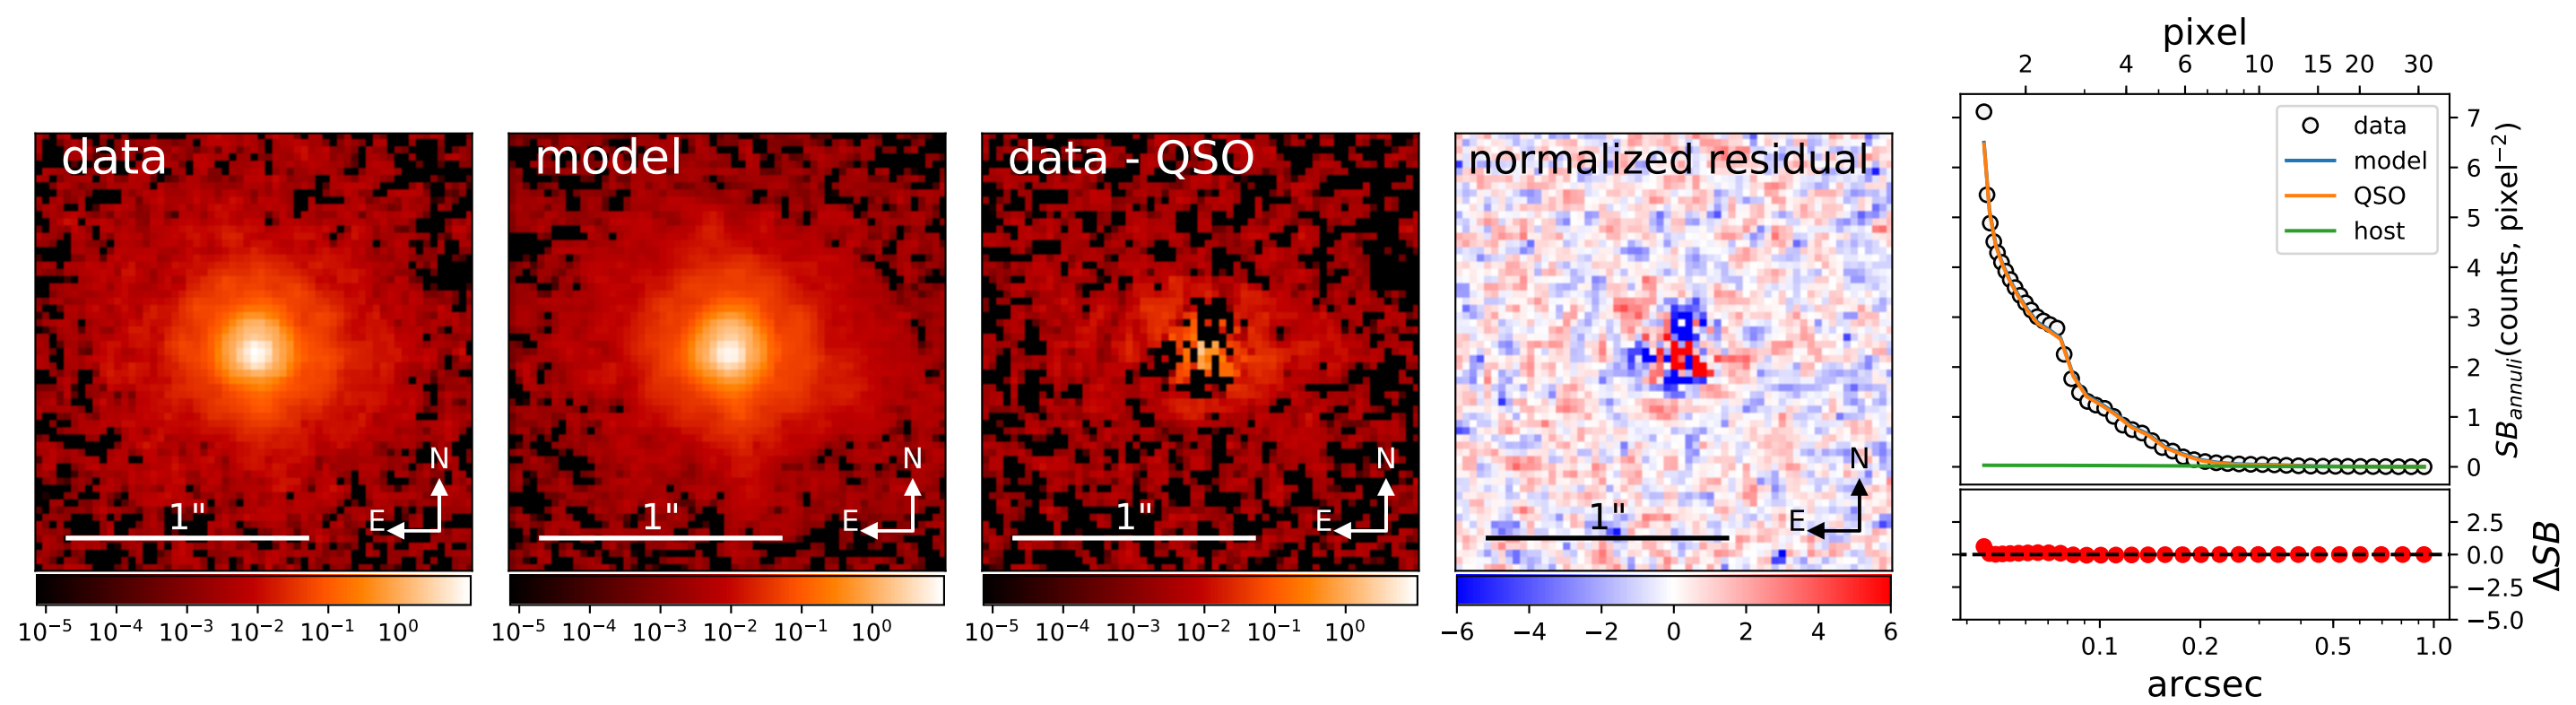 data
N
E
1"
10⁻⁵ 10⁻⁴ 10⁻³ 10⁻² 10⁻¹ 10⁰
model
N
E
1"
10⁻⁵ 10⁻⁴ 10⁻³ 10⁻² 10⁻¹ 10⁰
data - QSO
N
E
1"
10⁻⁵ 10⁻⁴ 10⁻³ 10⁻² 10⁻¹ 10⁰
normalized residual
N
E
1"
−6 −4 −2 0 2 4 6
pixel
2 4 6 10 15 20 30
data
model
QSO
host
7
6
5
4
3
2
1
0
SB_annuli(counts, pixel⁻²)
2.5
0.0
−2.5
−5.0
ΔSB
0.1 0.2 0.5 1.0
arcsec